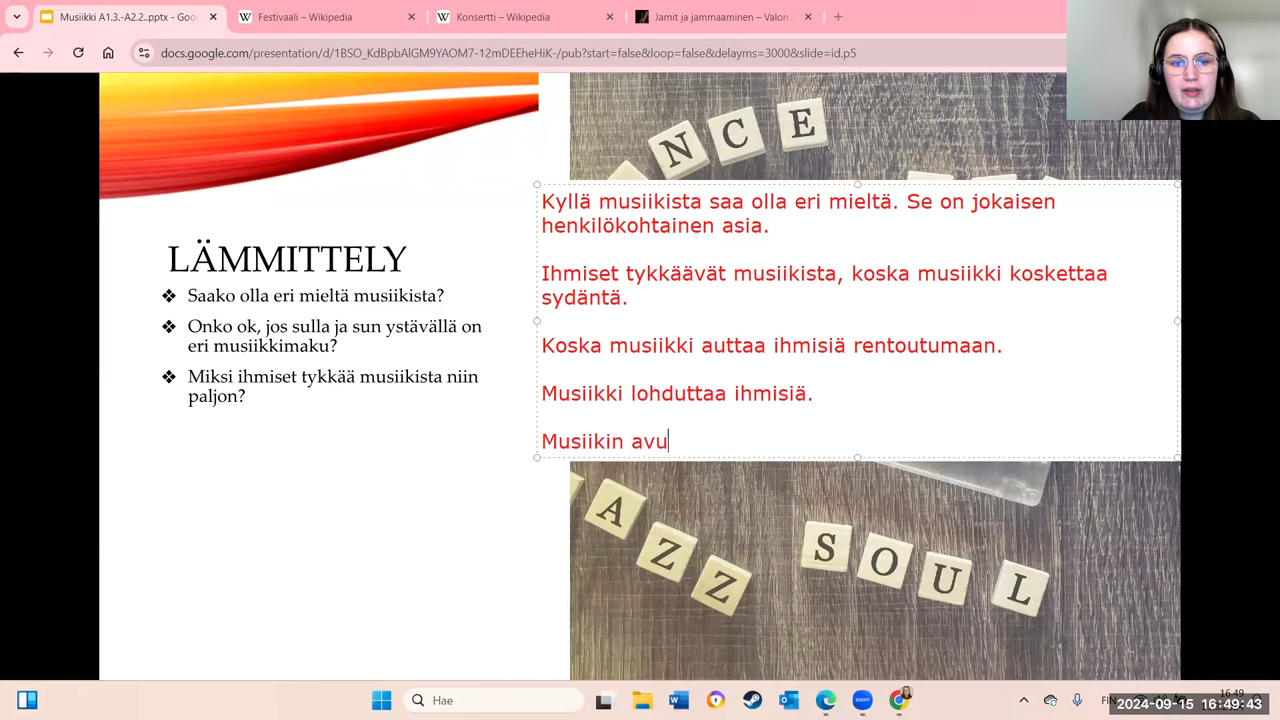 Musiikki A1.3.-A2.2..pptx - Goo
Festivaali – Wikipedia
Konsertti – Wikipedia
Jamit ja jammaaminen – Valon
docs.google.com/presentation/d/1BSO_KdBpbAlGM9YAOM7-12mDEEheHiK-/pub?start=false&loop=false&delayms=3000&slide=id.p5
N C E
Kyllä musiikista saa olla eri mieltä. Se on jokaisen
henkilökohtainen asia.
Ihmiset tykkäävät musiikista, koska musiikki koskettaa
sydäntä.
Koska musiikki auttaa ihmisiä rentoutumaan.
Musiikki lohduttaa ihmisiä.
Musiikin avu
LÄMMITTELY
❖ Saako olla eri mieltä musiikista?
❖ Onko ok, jos sulla ja sun ystävällä on
eri musiikkimaku?
❖ Miksi ihmiset tykkää musiikista niin
paljon?
A Z Z
S O U L
Hae
FIN
16.49
2024-09-15 16:49:43